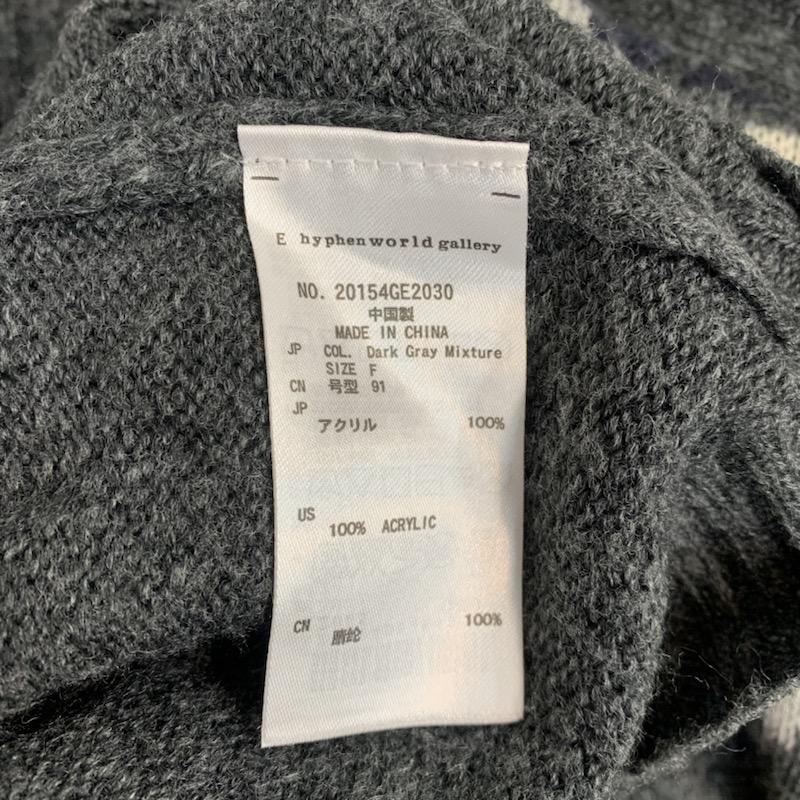 E hyphen world gallery
NO. 20154GE2030
中国製
MADE IN CHINA
JP COL. Dark Gray Mixture
SIZE F
CN 号型 91
JP
アクリル 100%
US
100% ACRYLIC
CN 腈纶 100%